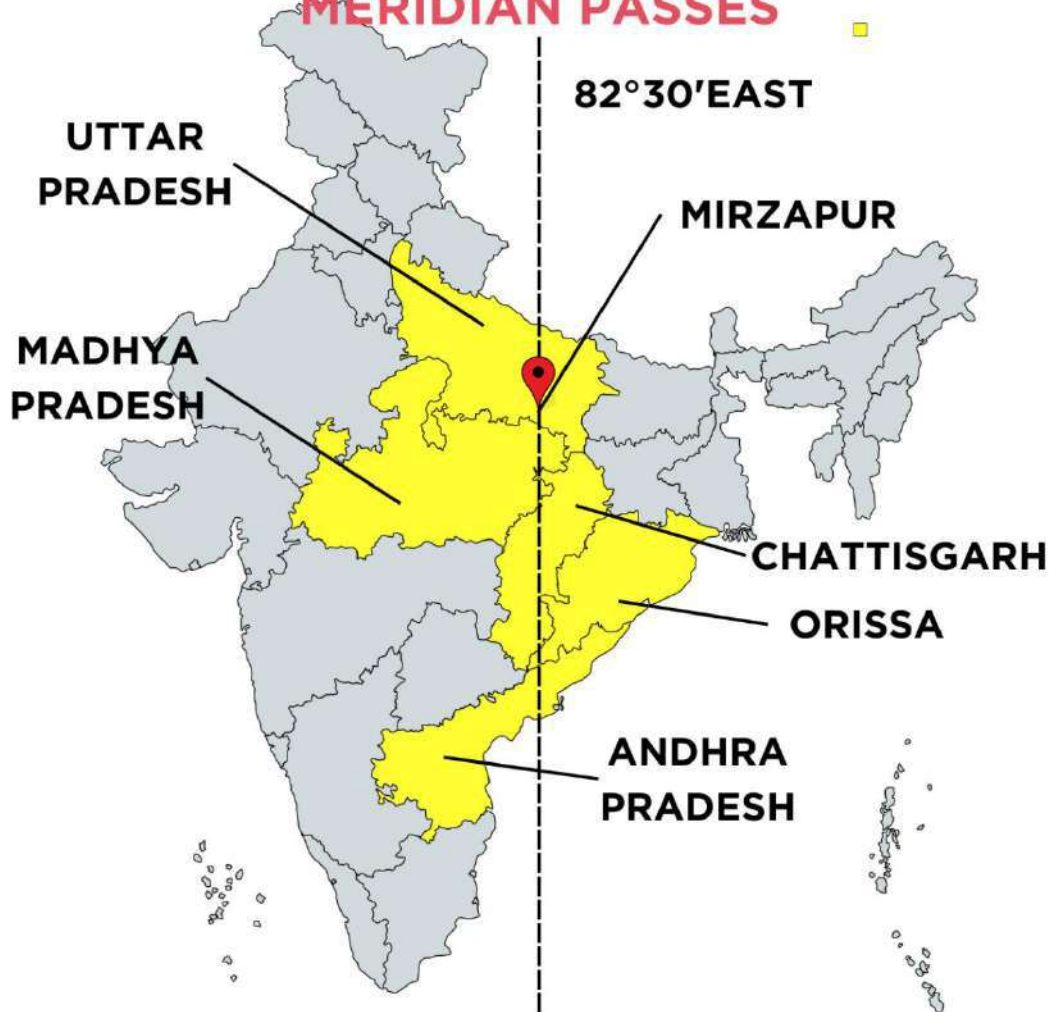 MERIDIAN PASSES
82°30'EAST
UTTAR
PRADESH
MIRZAPUR
MADHYA
PRADESH
CHATTISGARH
ORISSA
ANDHRA
PRADESH